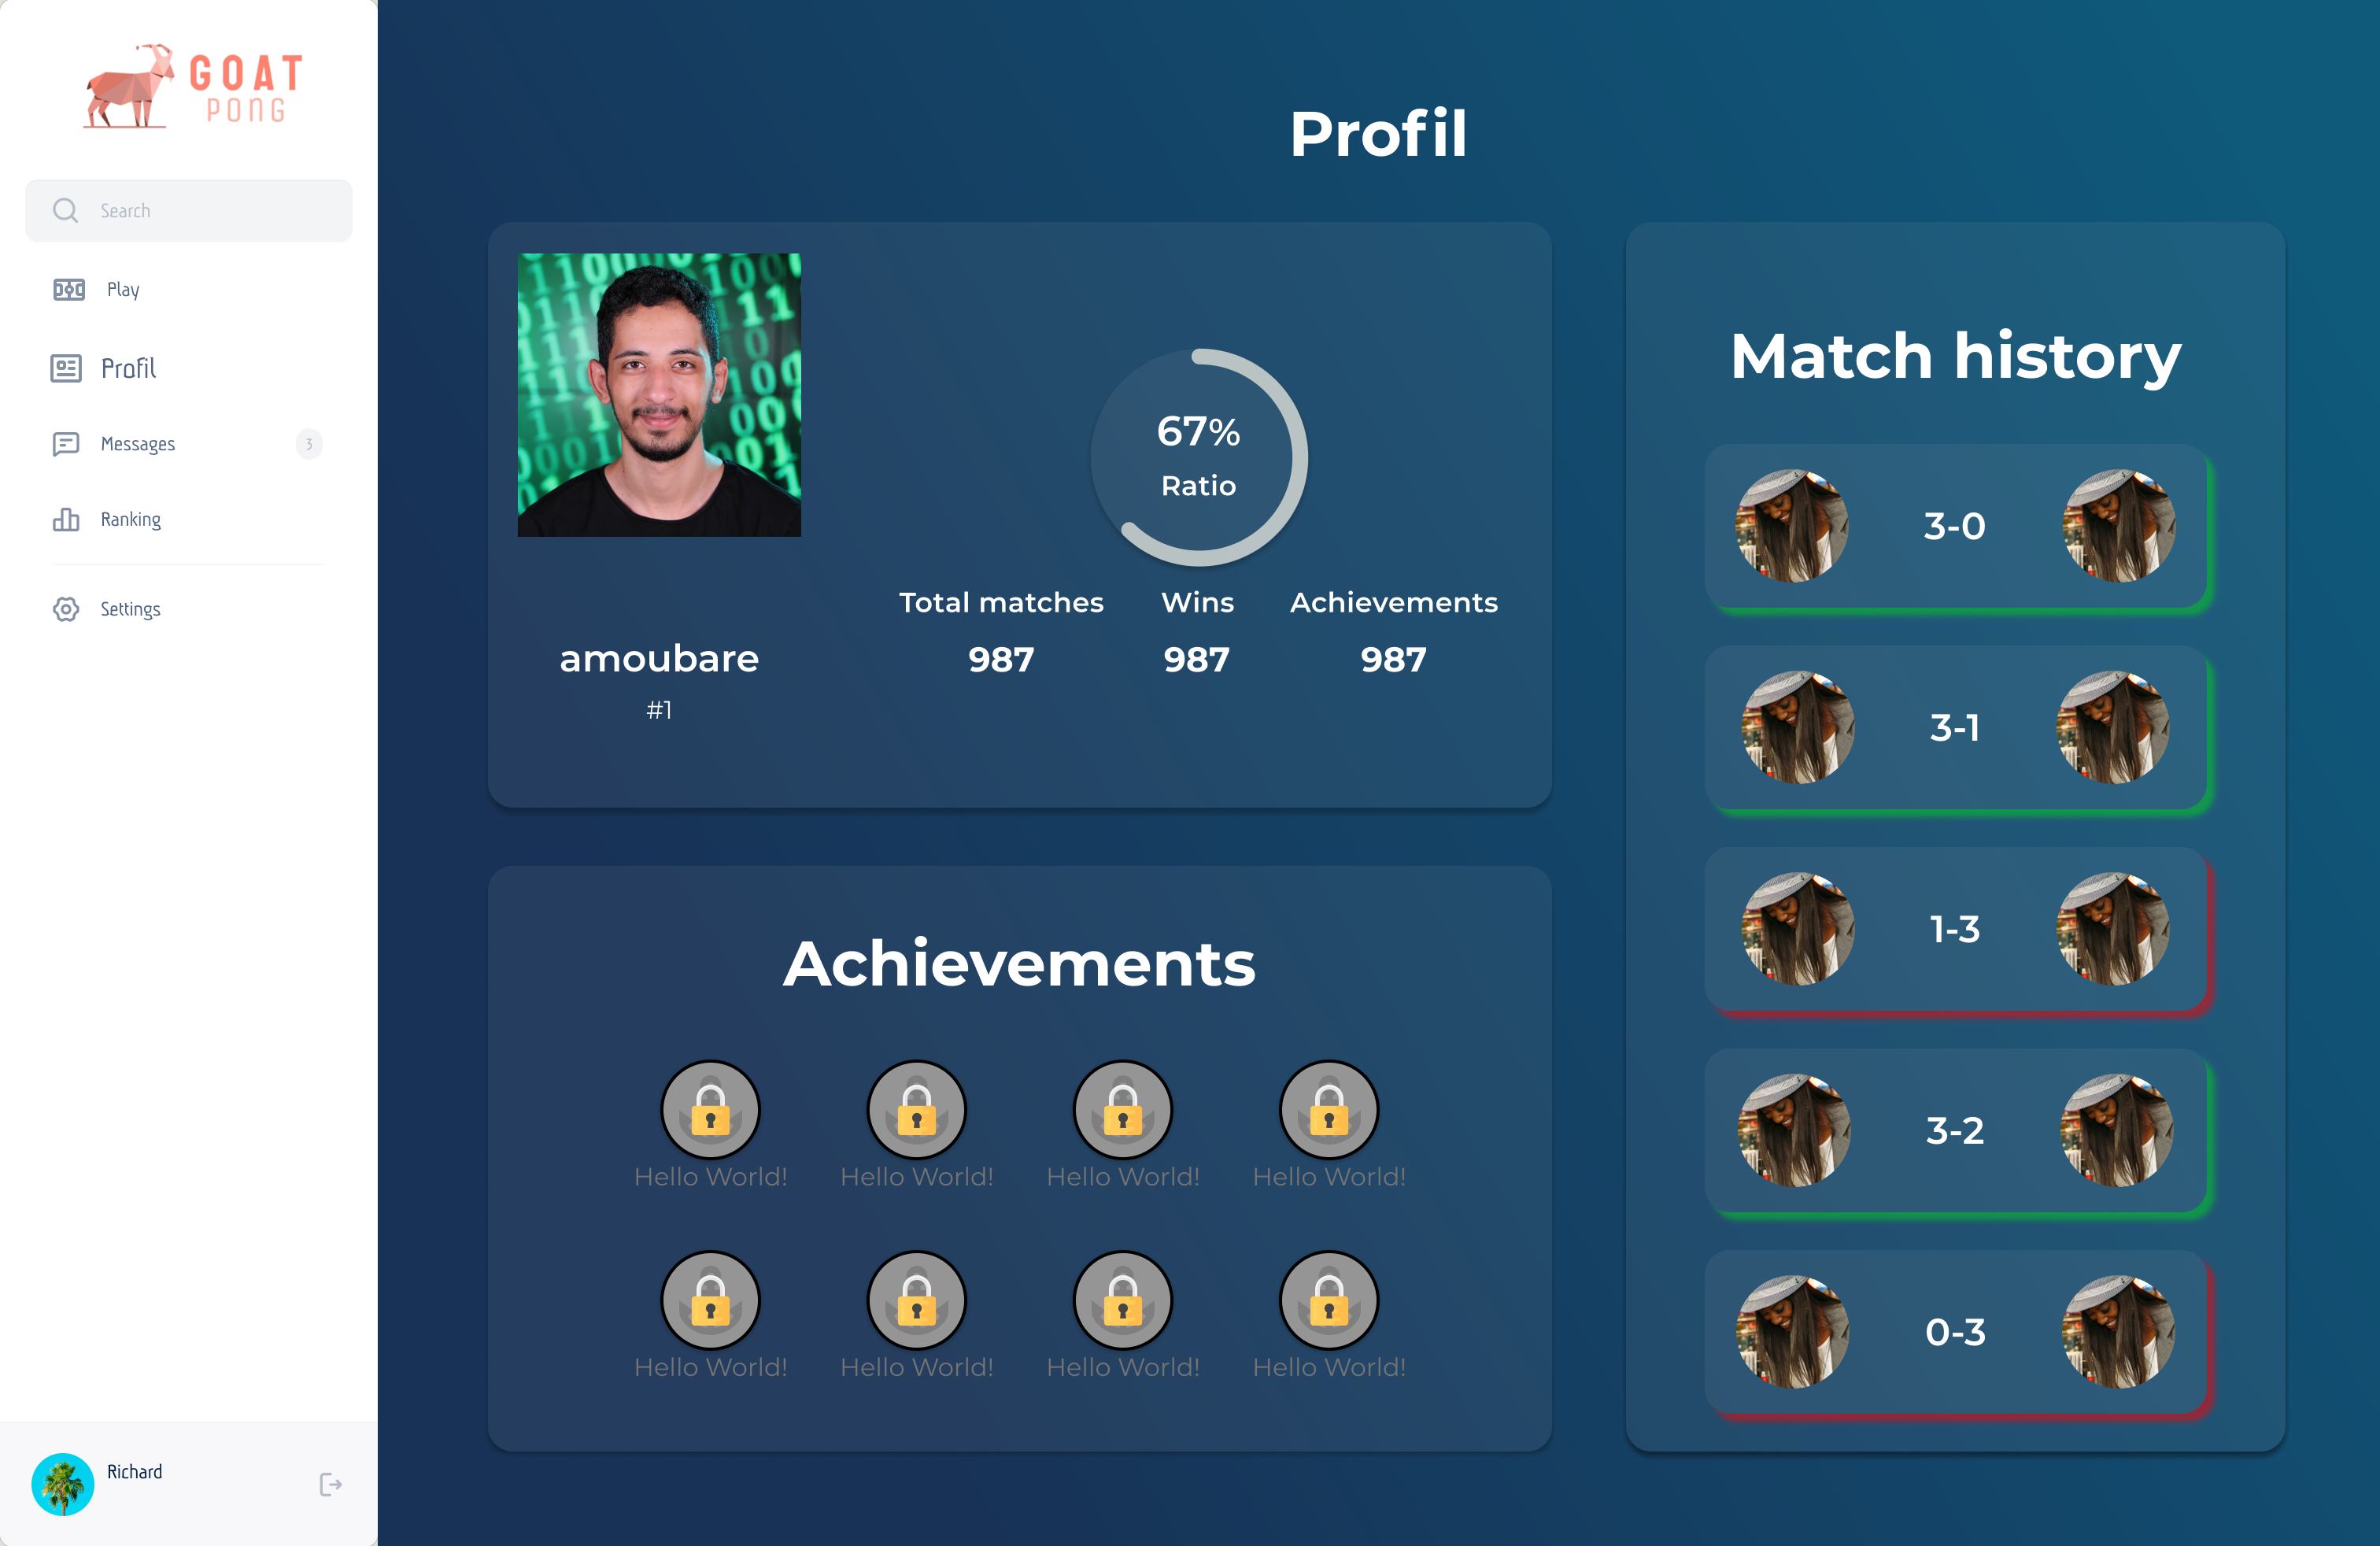 GOAT
PONG
Search
Play
Profil
Messages 3
Ranking
Settings
Richard
Profil
67%
Ratio
Total matches Wins Achievements
987 987 987
amoubare
#1
Achievements
Hello World! Hello World! Hello World! Hello World!
Hello World! Hello World! Hello World! Hello World!
Match history
3-0
3-1
1-3
3-2
0-3